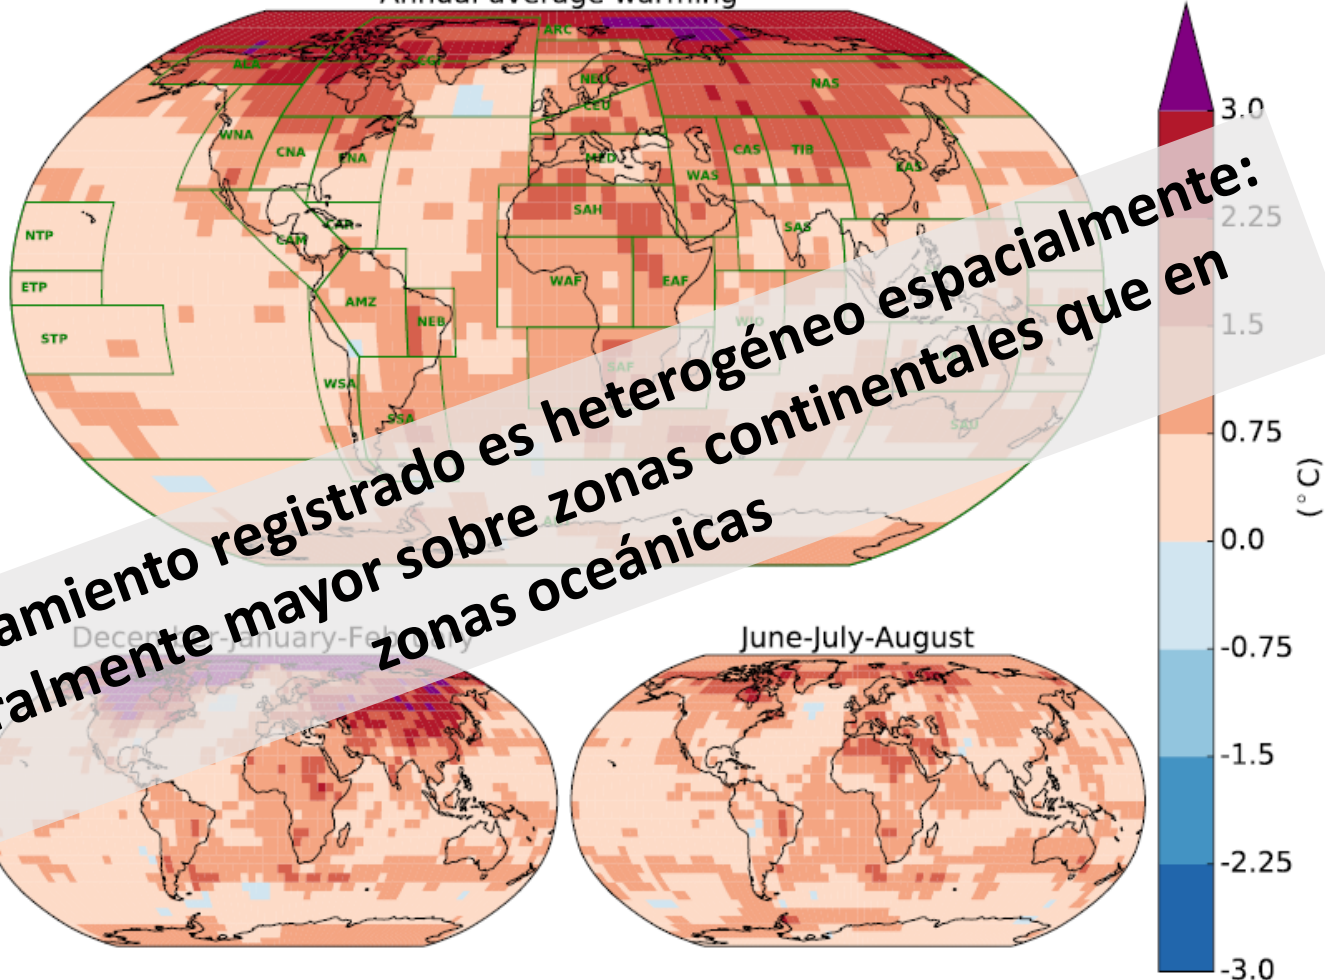 Annual average warming
ARC
ALA
CGI
NEU
NAS
CEU
WNA
CNA
ENA
MED
CAS
TIB
EAS
WAS
SAH
SAS
NTP
CAR
CAM
ETP
AMZ
WAF
EAF
NEB
WIO
STP
SAF
WSA
SSA
SAU
3.0
2.25
1.5
0.75
0.0
-0.75
-1.5
-2.25
-3.0
(°C)
amiento registrado es heterogéneo espacialmente:
ralmente mayor sobre zonas continentales que en
zonas oceánicas
December-January-February
June-July-August